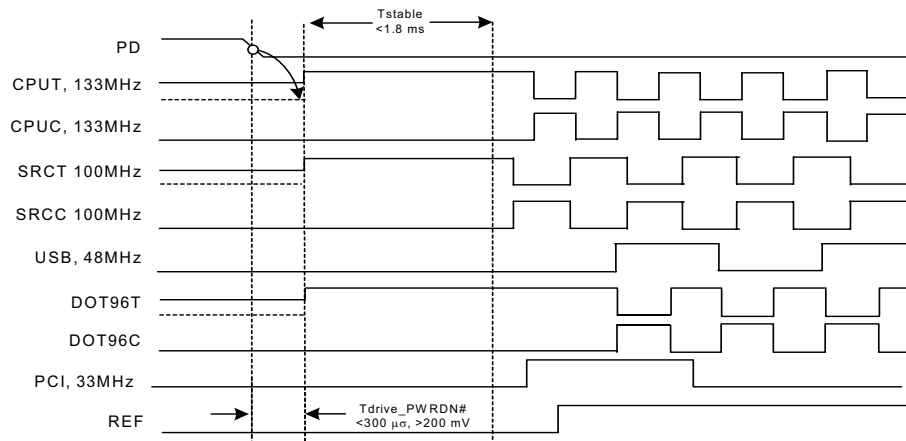 Tstable
<1.8 ms
PD
CPUT, 133MHz
CPUC, 133MHz
SRCT 100MHz
SRCC 100MHz
USB, 48MHz
DOT96T
DOT96C
PCI, 33MHz
Tdrive_PWRDN#
<300 μσ, >200 mV
REF